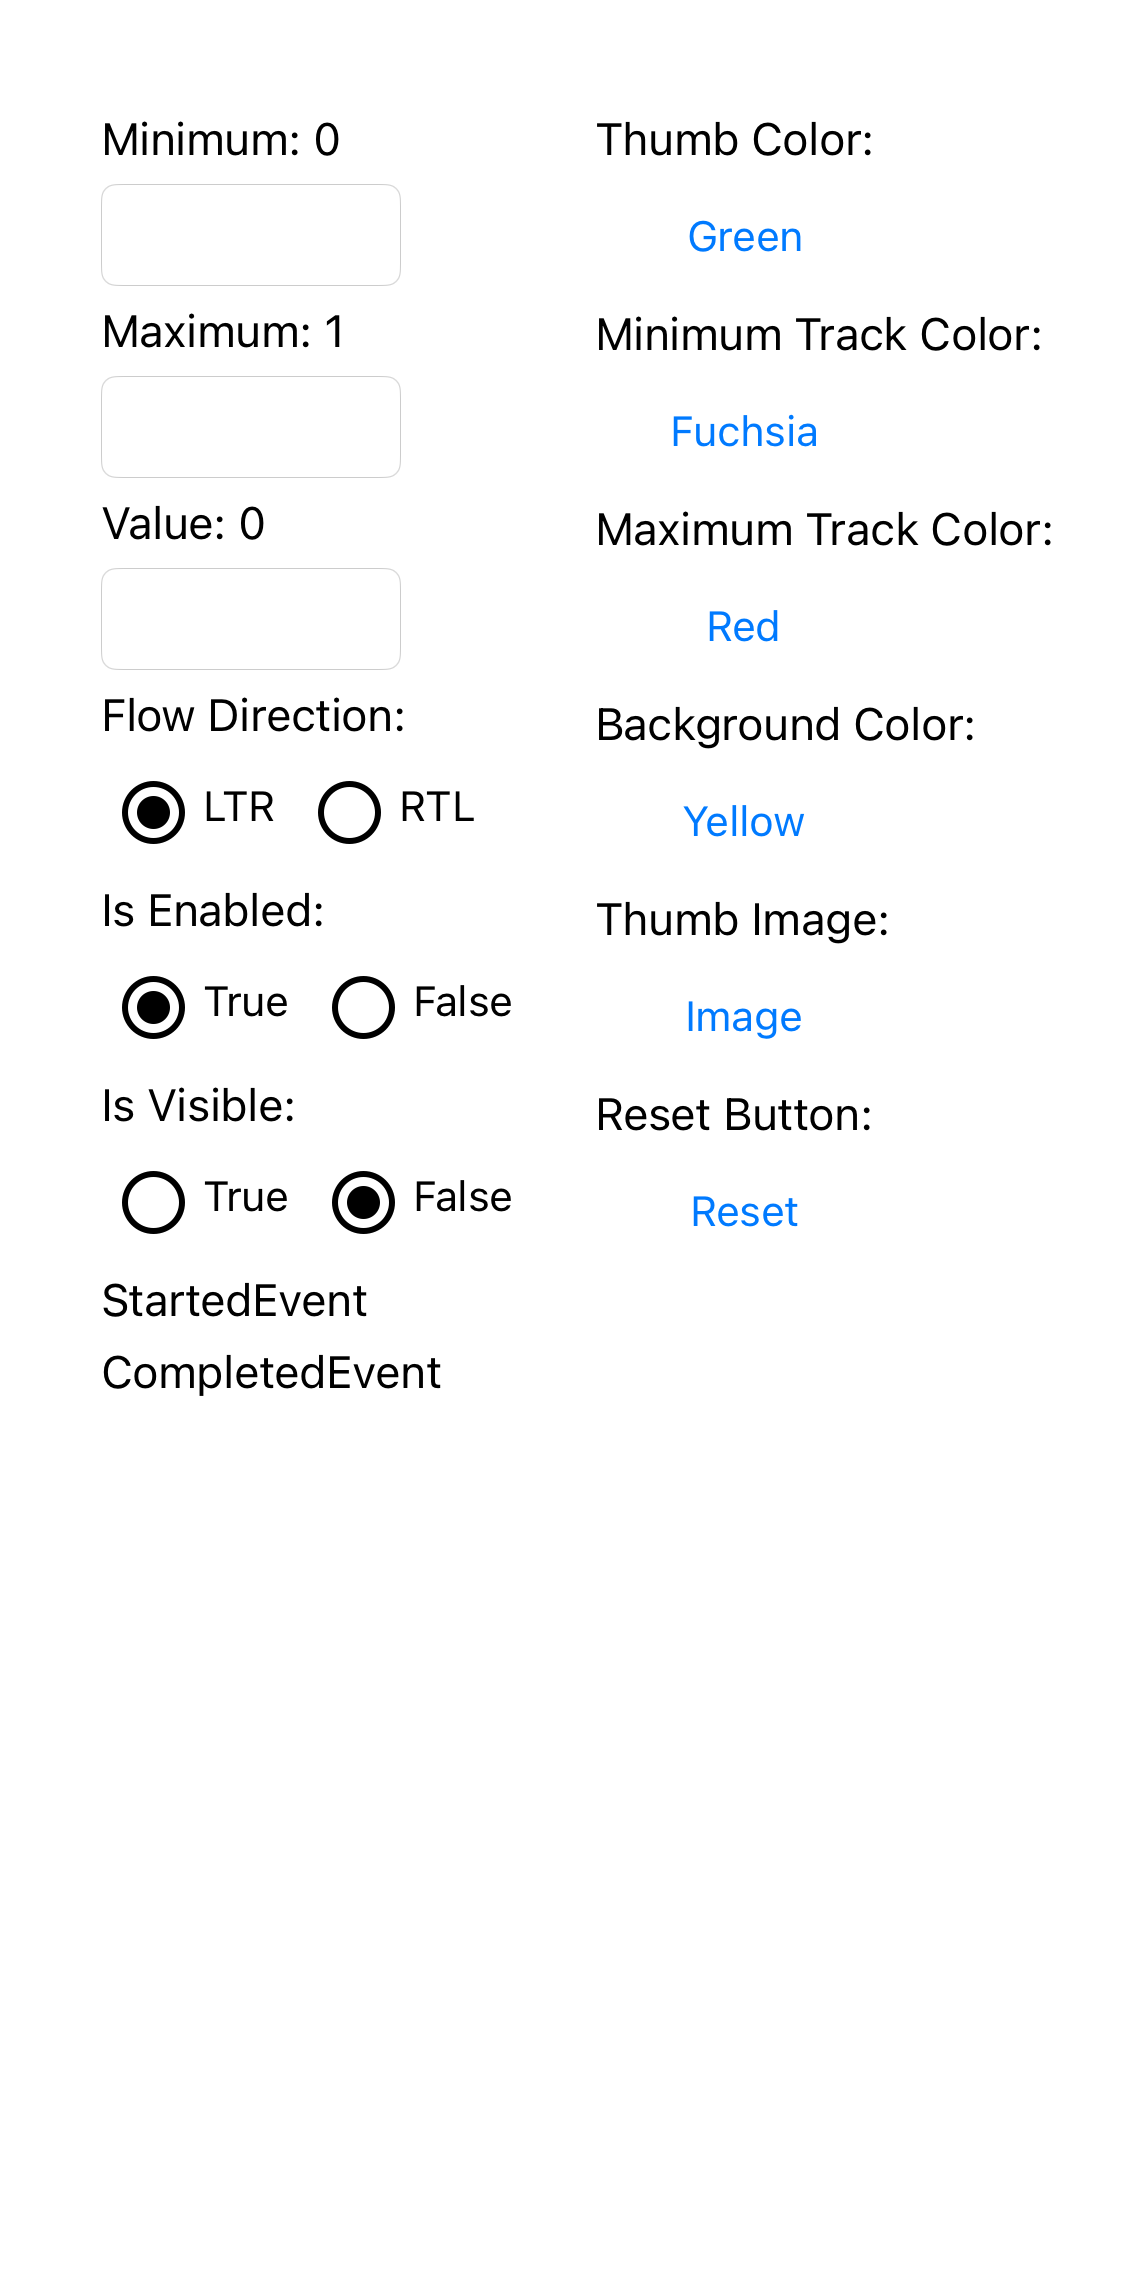 Minimum: 0
Maximum: 1
Value: 0
Flow Direction:
LTR RTL
Is Enabled:
True False
Is Visible:
True False
StartedEvent
CompletedEvent
Thumb Color:
Green
Minimum Track Color:
Fuchsia
Maximum Track Color:
Red
Background Color:
Yellow
Thumb Image:
Image
Reset Button:
Reset